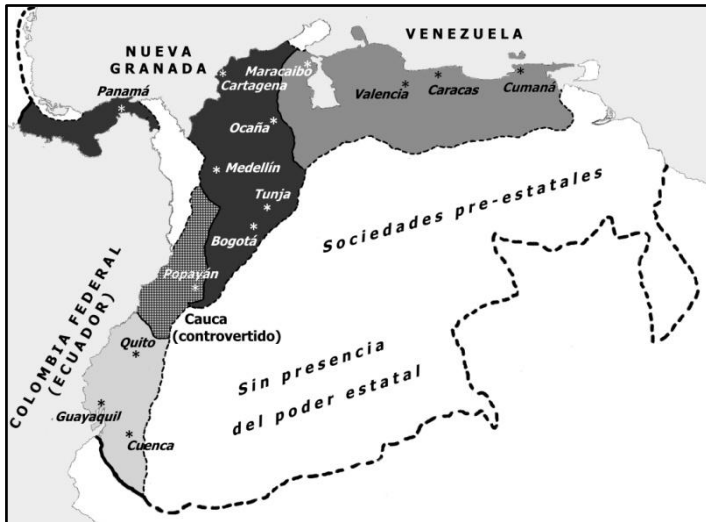 NUEVA
GRANADA
VENEZUELA
Panamá
Cartagena
Maracaibo
Valencia
Caracas
Cumaná
Ocaña
Medellín
Tunja
Bogotá
Popayán
Sociedades pre-estatales
Cauca
(controvertido)
COLOMBIA FEDERAL
(ECUADOR)
Quito
Guayaquil
Cuenca
Sin presencia
del poder estatal